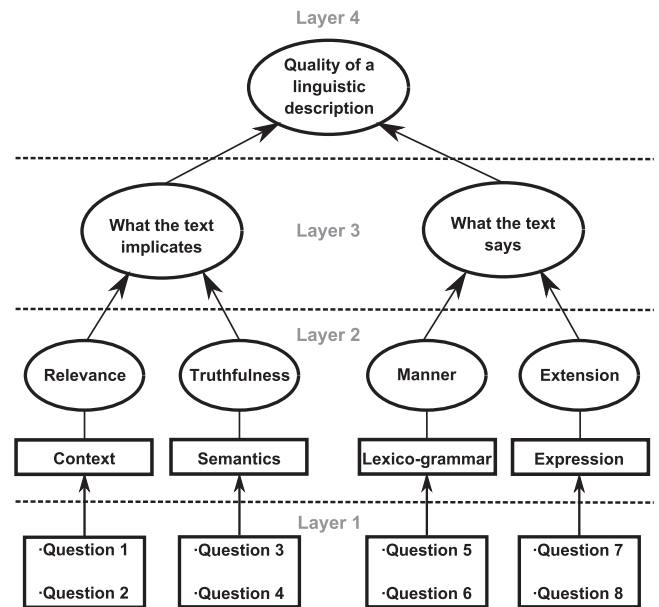 Layer 4
Quality of a
linguistic
description
What the text
implicates
Layer 3
What the text
says
Layer 2
Relevance
Truthfulness
Manner
Extension
Context
Semantics
Lexico-grammar
Expression
Layer 1
·Question 1
·Question 2
·Question 3
·Question 4
·Question 5
·Question 6
·Question 7
·Question 8